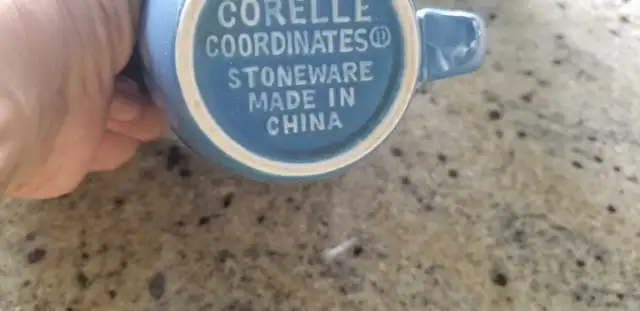 CORELLE
COORDINATES®
STONEWARE
MADE IN
CHINA